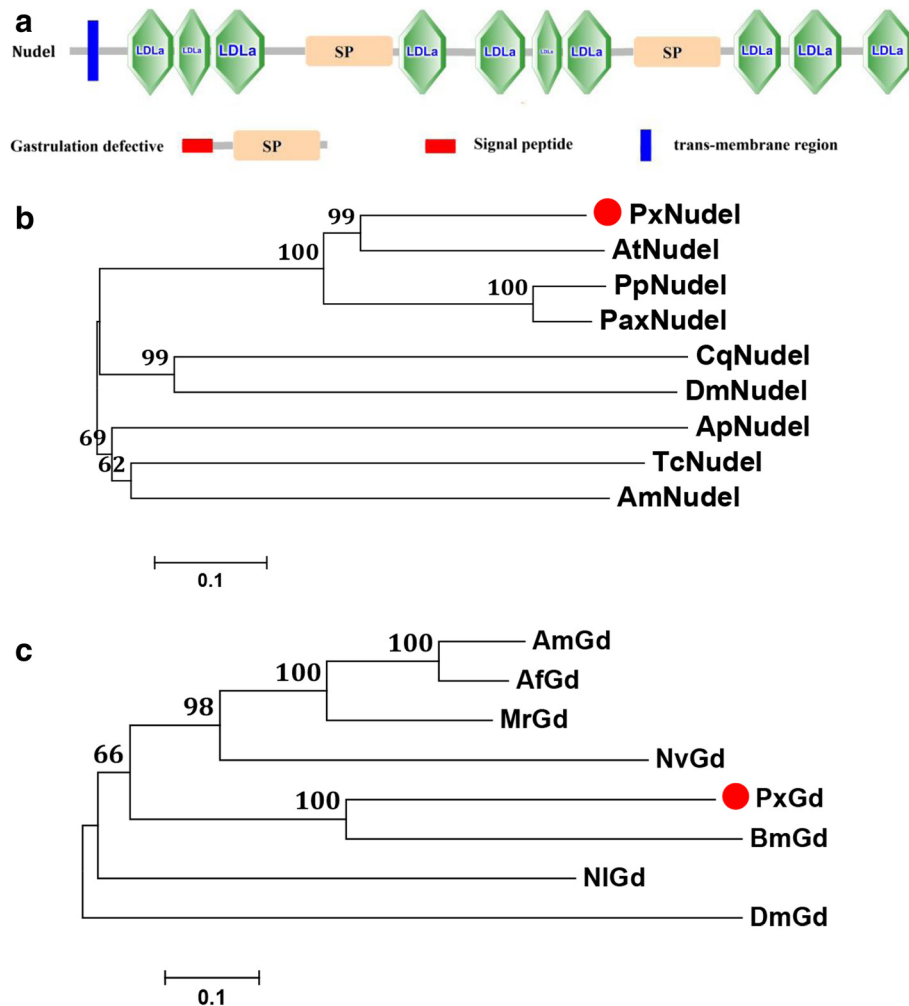 a
Nudel LDLa LDLa LDLa SP LDLa LDLa LDLa LDLa SP LDLa LDLa LDLa
Gastrulation defective SP Signal peptide trans-membrane region
b
99 PxNudel
AtNudel
100
100 PpNudel
PaxNudel
CqNudel
99
DmNudel
ApNudel
69
62 TcNudel
AmNudel
0.1
c
100 AmGd
AfGd
100
MrGd
98
NvGd
66
100 PxGd
BmGd
NlGd
DmGd
0.1